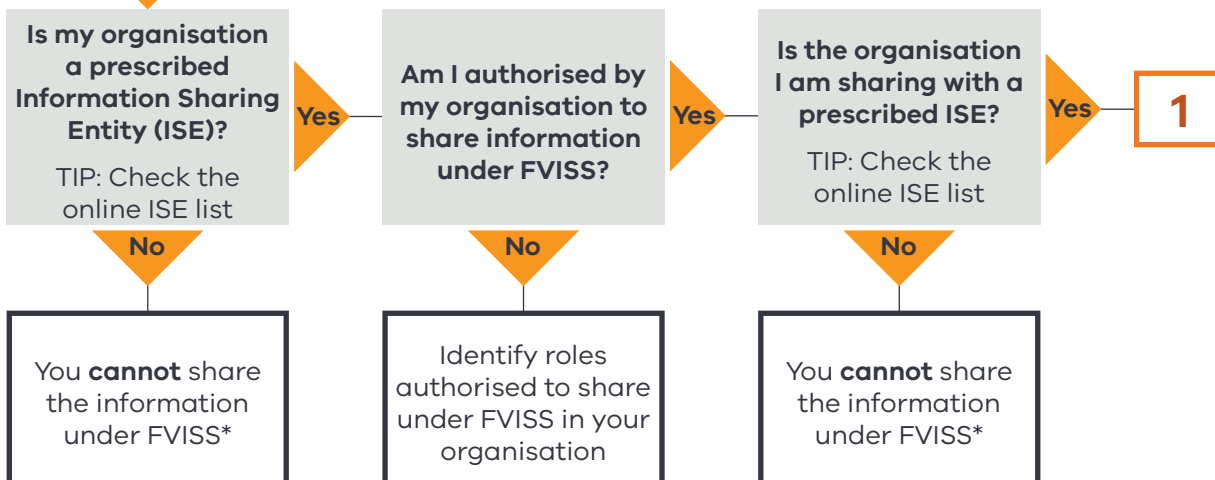 Is my organisation
a prescribed
Information Sharing
Entity (ISE)?
TIP: Check the
online ISE list
Yes
Am I authorised by
my organisation to
share information
under FVISS?
Yes
Is the organisation
I am sharing with a
prescribed ISE?
TIP: Check the
online ISE list
Yes
1
No
No
No
You cannot share
the information
under FVISS*
Identify roles
authorised to share
under FVISS in your
organisation
You cannot share
the information
under FVISS*